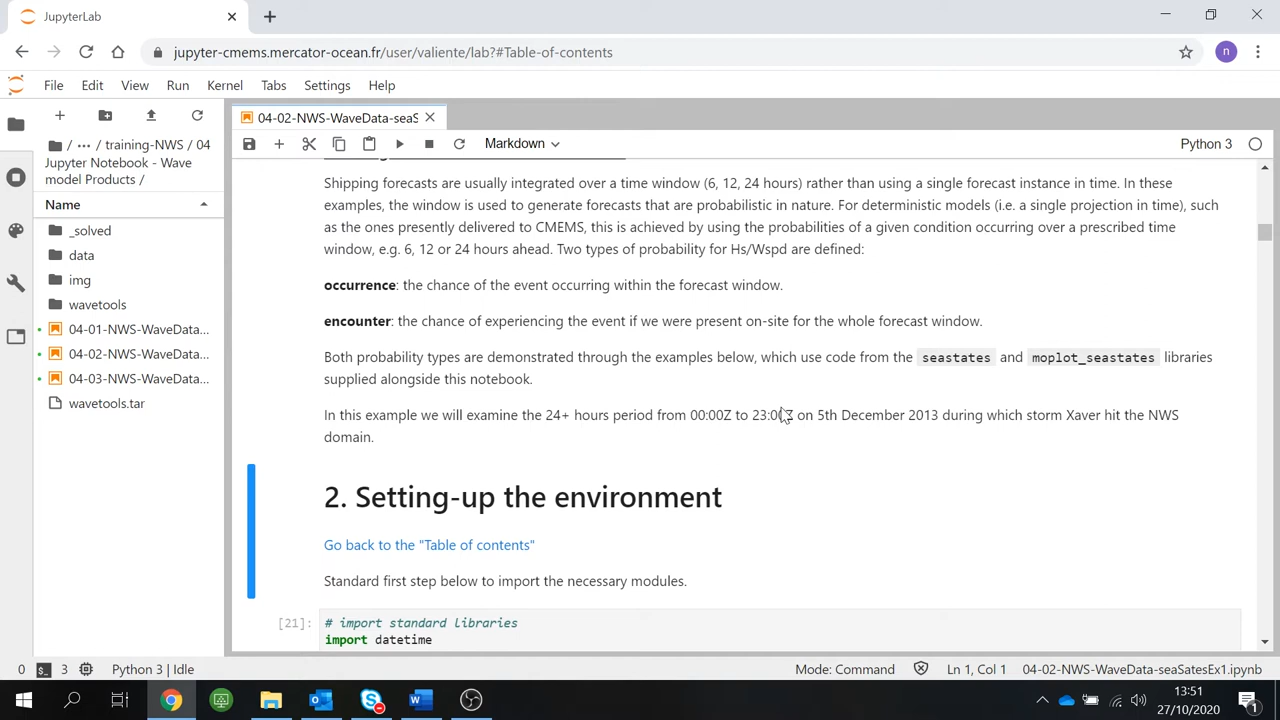 JupyterLab
jupyter-cmems.mercator-ocean.fr/user/valiente/lab?#Table-of-contents
n
File Edit View Run Kernel Tabs Settings Help
04-02-NWS-WaveData-seaS
Markdown
Python 3
/ ··· / training-NWS / 04
Jupyter Notebook - Wave
model Products /
Name
_solved
data
img
wavetools
04-01-NWS-WaveData...
04-02-NWS-WaveData...
04-03-NWS-WaveData...
wavetools.tar
Shipping forecasts are usually integrated over a time window (6, 12, 24 hours) rather than using a single forecast instance in time. In these
examples, the window is used to generate forecasts that are probabilistic in nature. For deterministic models (i.e. a single projection in time), such
as the ones presently delivered to CMEMS, this is achieved by using the probabilities of a given condition occurring over a prescribed time
window, e.g. 6, 12 or 24 hours ahead. Two types of probability for Hs/Wspd are defined:
occurrence: the chance of the event occurring within the forecast window.
encounter: the chance of experiencing the event if we were present on-site for the whole forecast window.
Both probability types are demonstrated through the examples below, which use code from the seastates and moplot_seastates libraries
supplied alongside this notebook.
In this example we will examine the 24+ hours period from 00:00Z to 23:00Z on 5th December 2013 during which storm Xaver hit the NWS
domain.
2. Setting-up the environment
Go back to the "Table of contents"
Standard first step below to import the necessary modules.
[21]: # import standard libraries
import datetime
0 3 Python 3 | Idle Mode: Command Ln 1, Col 1 04-02-NWS-WaveData-seaSatesEx1.ipynb
13:51
27/10/2020
1